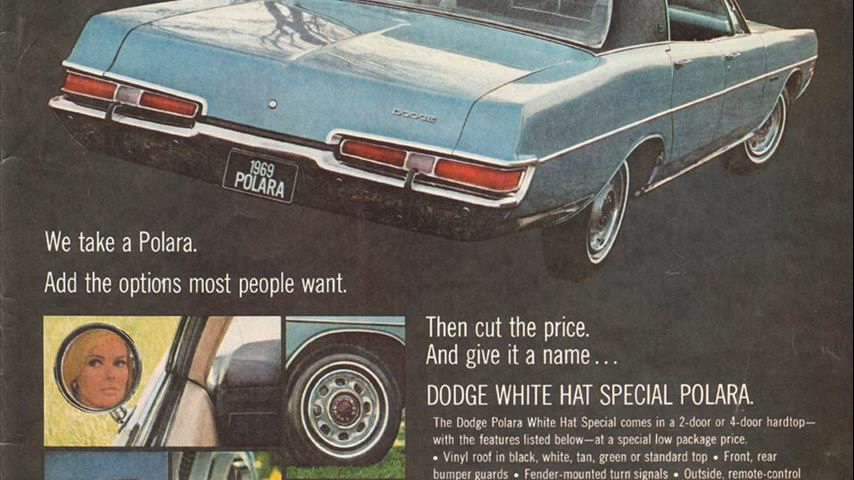 DODGE
1969
POLARA
We take a Polara.
Add the options most people want.
Then cut the price.
And give it a name...
DODGE WHITE HAT SPECIAL POLARA.
The Dodge Polara White Hat Special comes in a 2-door or 4-door hardtop—
with the features listed below—at a special low package price.
• Vinyl roof in black, white, tan, green or standard top • Front, rear
bumper guards • Fender-mounted turn signals • Outside, remote-control